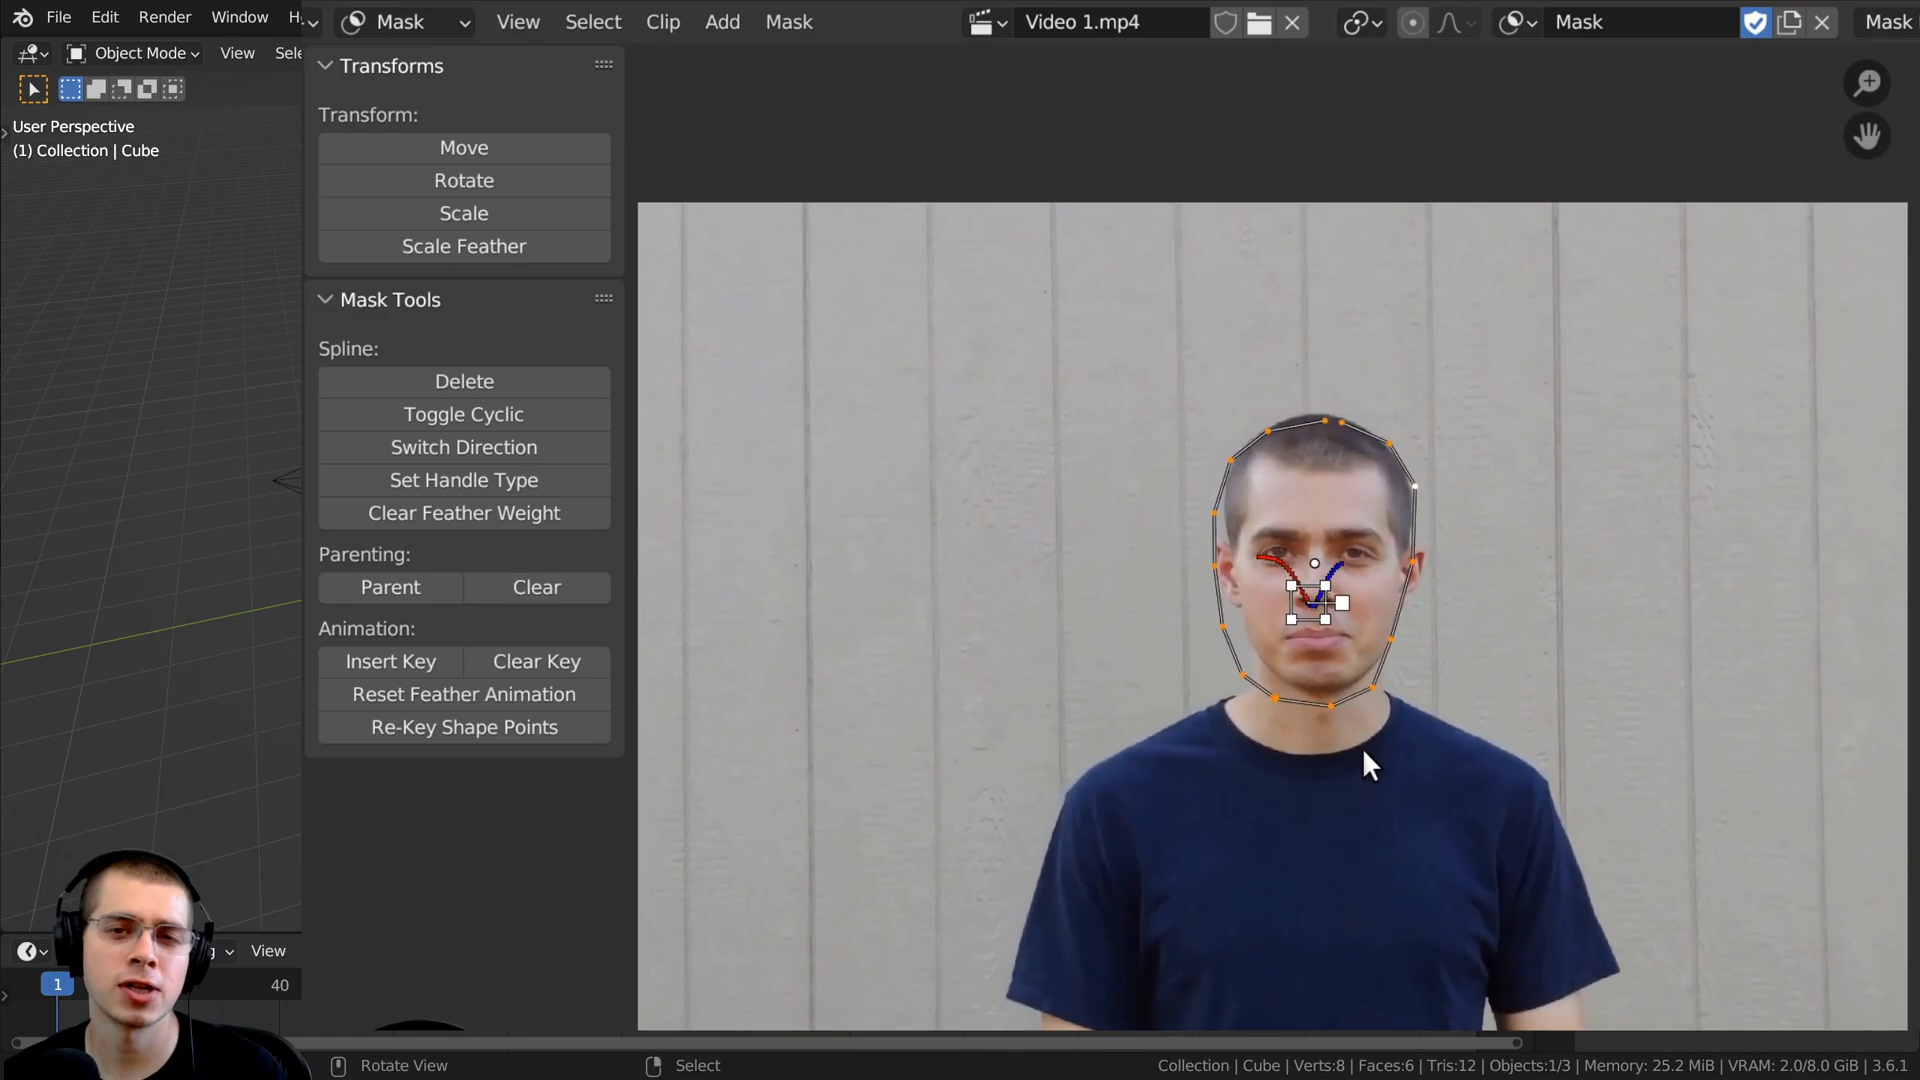 File Edit Render Window H
Mask View Select Clip Add Mask Video 1.mp4 Mask Mask
Object Mode View Sele
User Perspective
(1) Collection | Cube
Transforms
Transform:
Move
Rotate
Scale
Scale Feather
Mask Tools
Spline:
Delete
Toggle Cyclic
Switch Direction
Set Handle Type
Clear Feather Weight
Parenting:
Parent Clear
Animation:
Insert Key Clear Key
Reset Feather Animation
Re-Key Shape Points
g View
1 40
Rotate View Select Collection | Cube | Verts:8 | Faces:6 | Tris:12 | Objects:1/3 | Memory: 25.2 MiB | VRAM: 2.0/8.0 GiB | 3.6.1